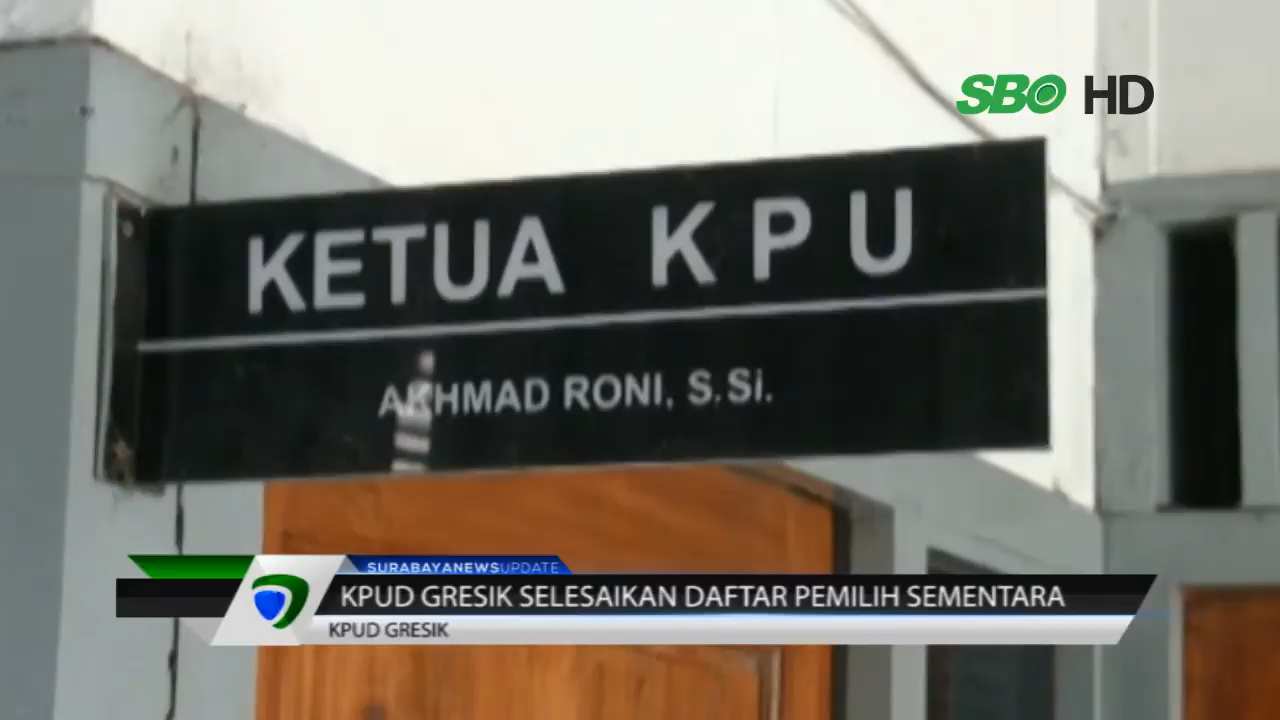 SBO HD
KETUA KPU
AKHMAD RONI, S.Si.
SURABAYANEWSUPDATE
KPUD GRESIK SELESAIKAN DAFTAR PEMILIH SEMENTARA
KPUD GRESIK